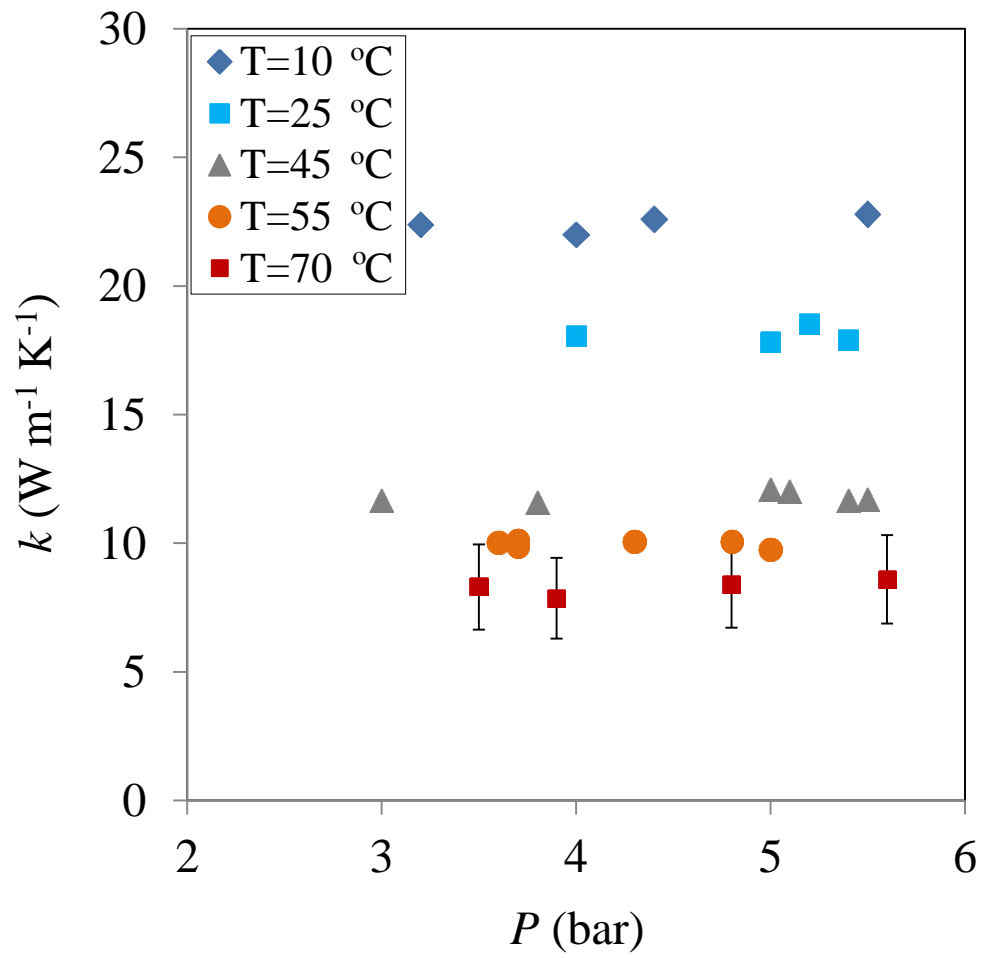 30
T=10 ºC
T=25 ºC
25
T=45 ºC
T=55 ºC
T=70 ºC
20
k (W m⁻¹ K⁻¹)
15
10
5
0
2 3 4 5 6
P (bar)